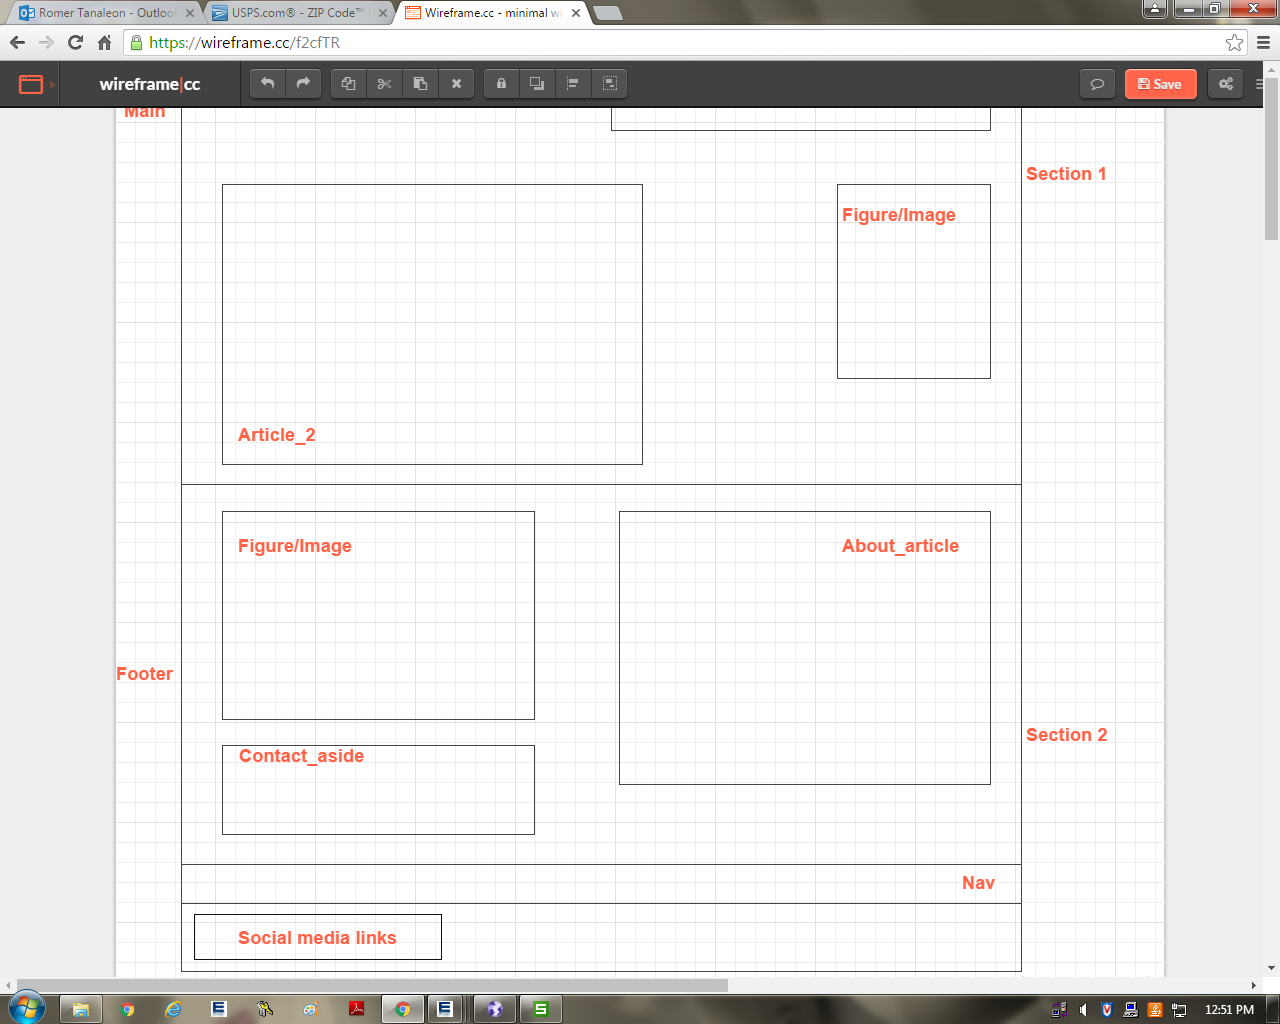 Romer Tanaleon - Outloo
USPS.com® - ZIP Code™
Wireframe.cc - minimal w
https://wireframe.cc/f2cfTR
wireframe|cc
Save
Main
Section 1
Figure/Image
Article_2
Figure/Image
About_article
Footer
Section 2
Contact_aside
Nav
Social media links
12:51 PM